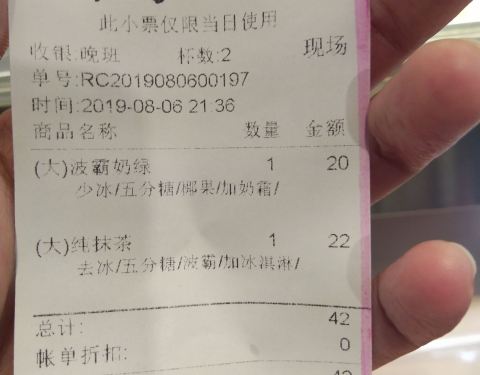 此小票仅限当日使用
收银:晚班 杯数:2 现场
单号:RC2019080600197
时间:2019-08-06 21:36
商品名称 数量 金额
(大)波霸奶绿 1 20
少冰/五分糖/椰果/加奶霜/
(大)纯抹茶 1 22
去冰/五分糖/波霸/加冰淇淋/
总计: 42
帐单折扣: 0